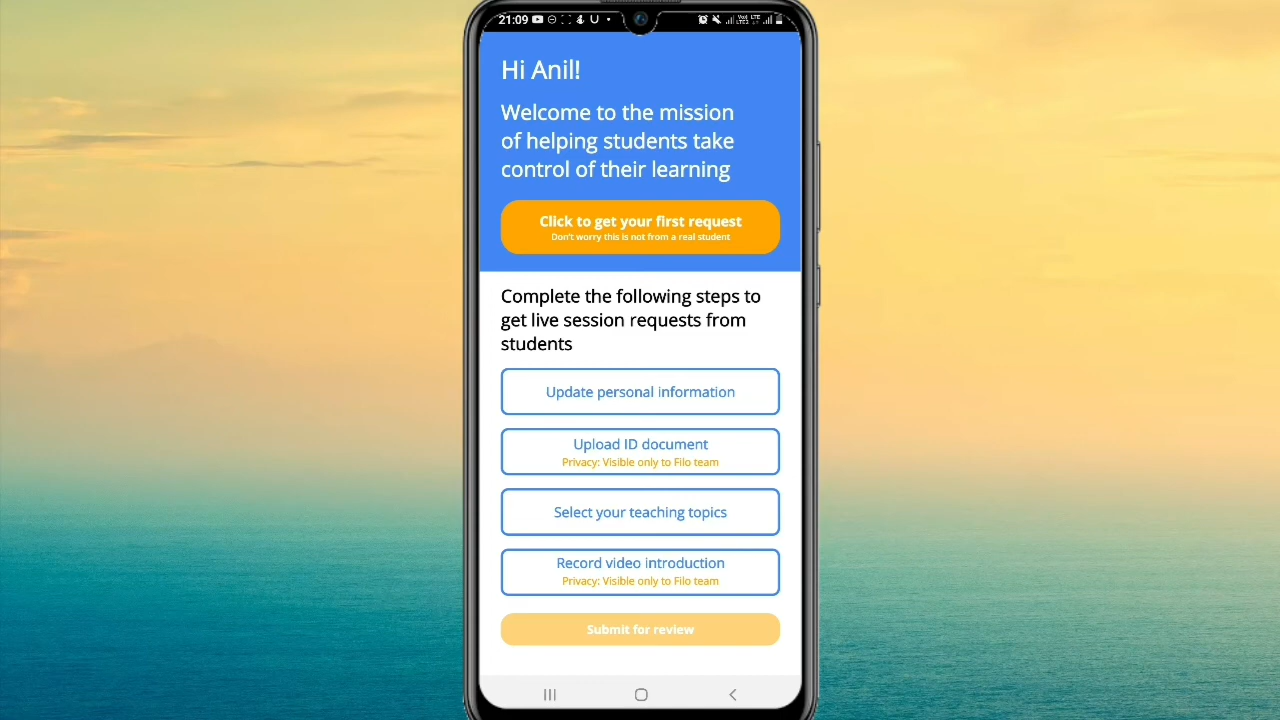 21:09
Hi Anil!
Welcome to the mission
of helping students take
control of their learning
Click to get your first request
Don't worry this is not from a real student
Complete the following steps to
get live session requests from
students
Update personal information
Upload ID document
Privacy: Visible only to Filo team
Select your teaching topics
Record video introduction
Privacy: Visible only to Filo team
Submit for review